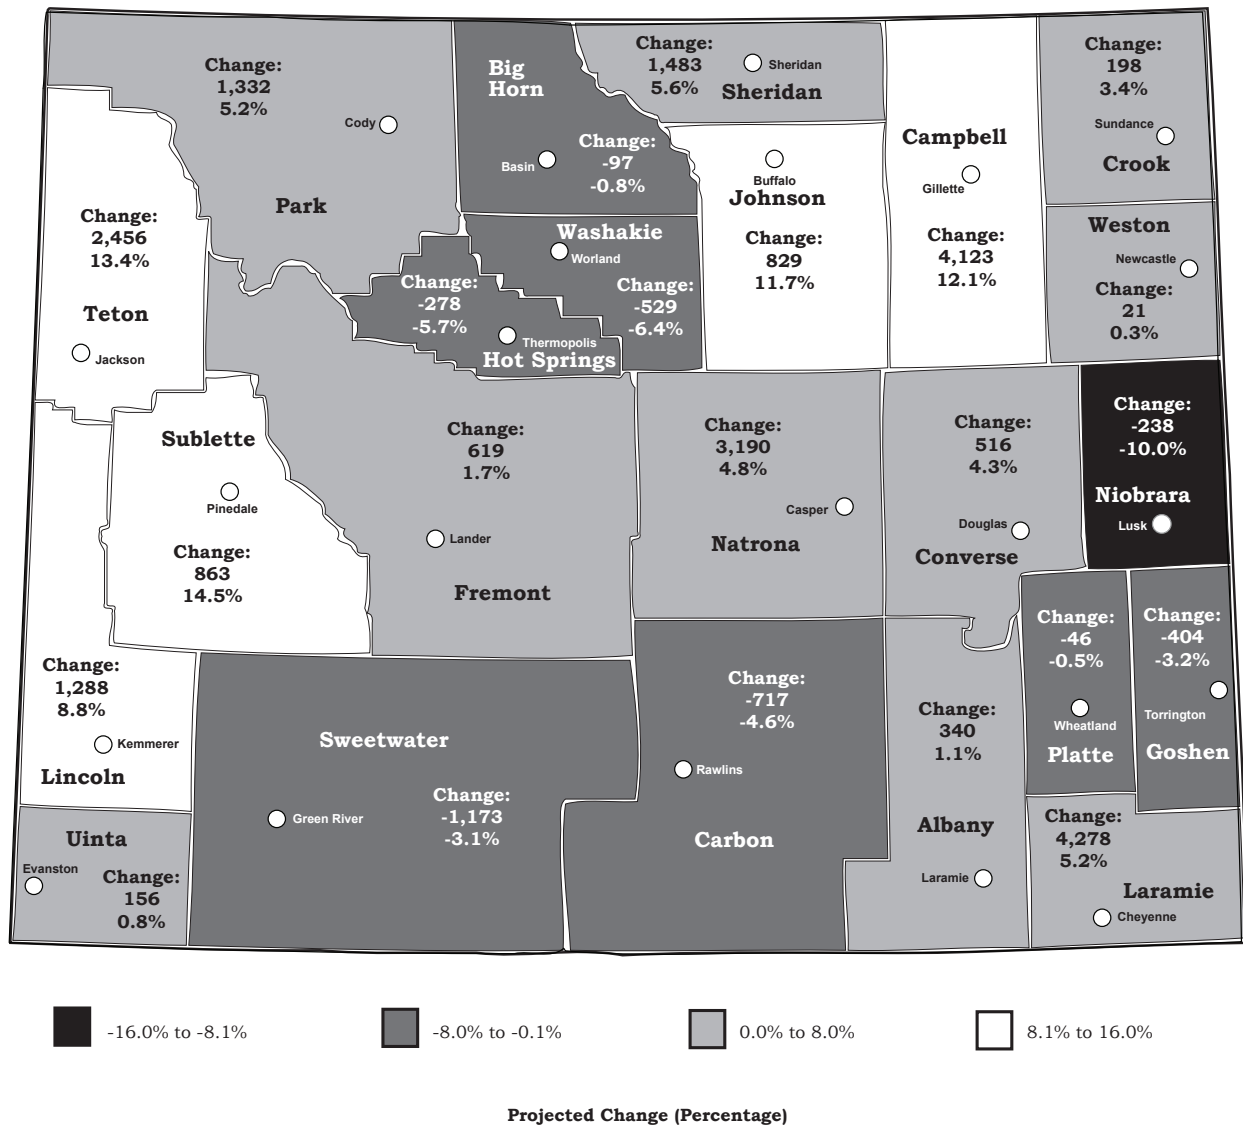 Change:
1,332
5.2%
Cody
Park
Big
Horn
Basin
Change:
-97
-0.8%
Change:
1,483
5.6%
Sheridan
Sheridan
Buffalo
Johnson
Change:
829
11.7%
Campbell
Gillette
Change:
4,123
12.1%
Change:
198
3.4%
Sundance
Crook
Weston
Newcastle
Change:
21
0.3%
Change:
2,456
13.4%
Teton
Jackson
Washakie
Worland
Change:
-529
-6.4%
Change:
-278
-5.7%
Thermopolis
Hot Springs
Sublette
Pinedale
Change:
863
14.5%
Change:
619
1.7%
Lander
Fremont
Change:
3,190
4.8%
Casper
Natrona
Change:
516
4.3%
Douglas
Converse
Change:
-238
-10.0%
Niobrara
Lusk
Change:
1,288
8.8%
Kemmerer
Lincoln
Sweetwater
Green River
Change:
-1,173
-3.1%
Change:
-717
-4.6%
Rawlins
Carbon
Change:
340
1.1%
Albany
Laramie
Change:
-46
-0.5%
Wheatland
Platte
Change:
-404
-3.2%
Torrington
Goshen
Uinta
Evanston
Change:
156
0.8%
Change:
4,278
5.2%
Laramie
Cheyenne
-16.0% to -8.1%
-8.0% to -0.1%
0.0% to 8.0%
8.1% to 16.0%
Projected Change (Percentage)